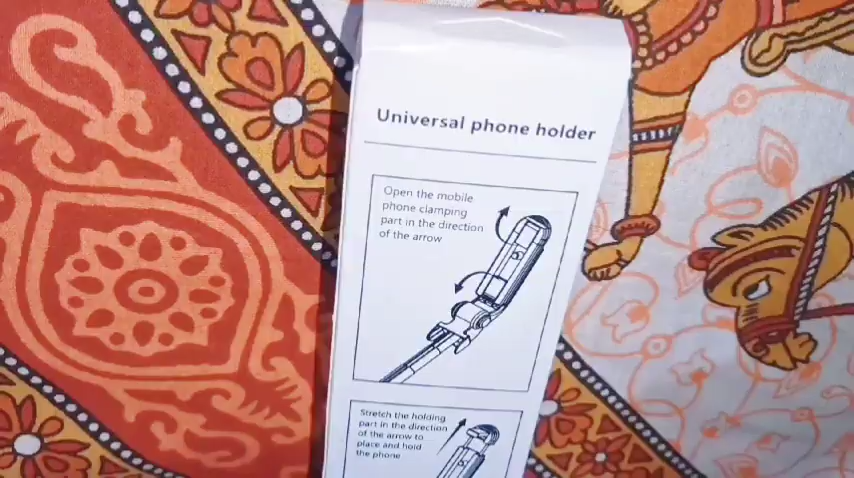 Universal phone holder
Open the mobile
phone clamping
part in the direction
of the arrow
Stretch the holding
part in the direction
of the arrow to
place and hold
the phone